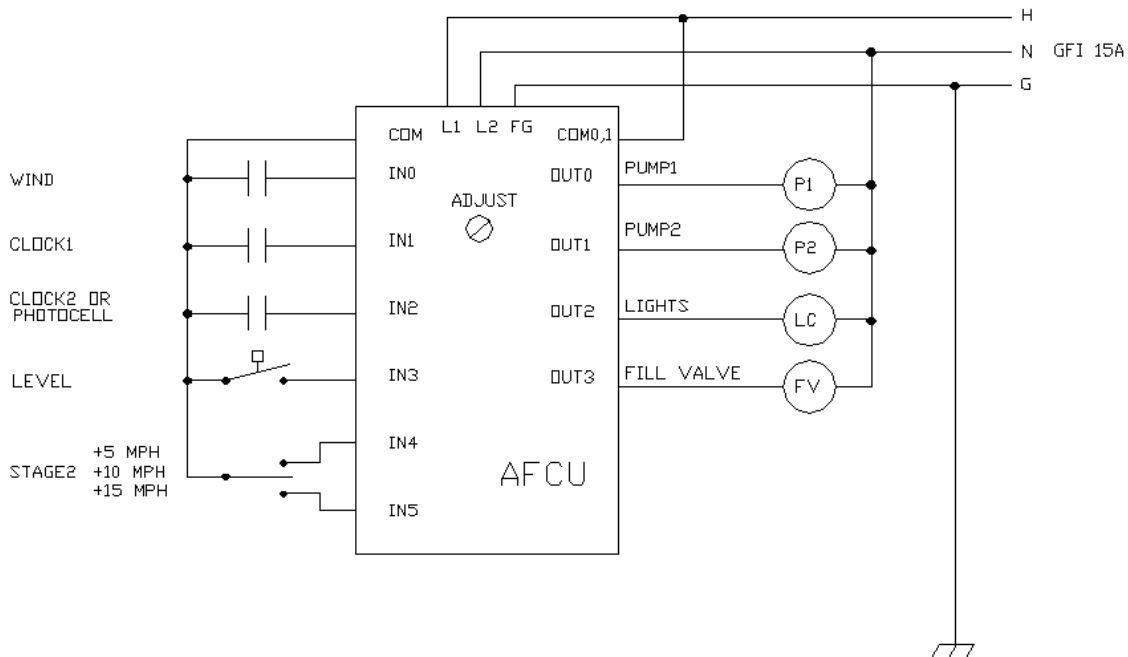 H
N GFI 15A
G
L1 L2 FG
COM COM0,1
WIND IN0 OUT0 PUMP1 P1
ADJUST
CLOCK1 IN1 OUT1 PUMP2 P2
CLOCK2 OR
PHOTOCELL
IN2 OUT2 LIGHTS LC
LEVEL IN3 OUT3 FILL VALVE FV
IN4
+5 MPH
STAGE2 +10 MPH
+15 MPH
AFCU
IN5